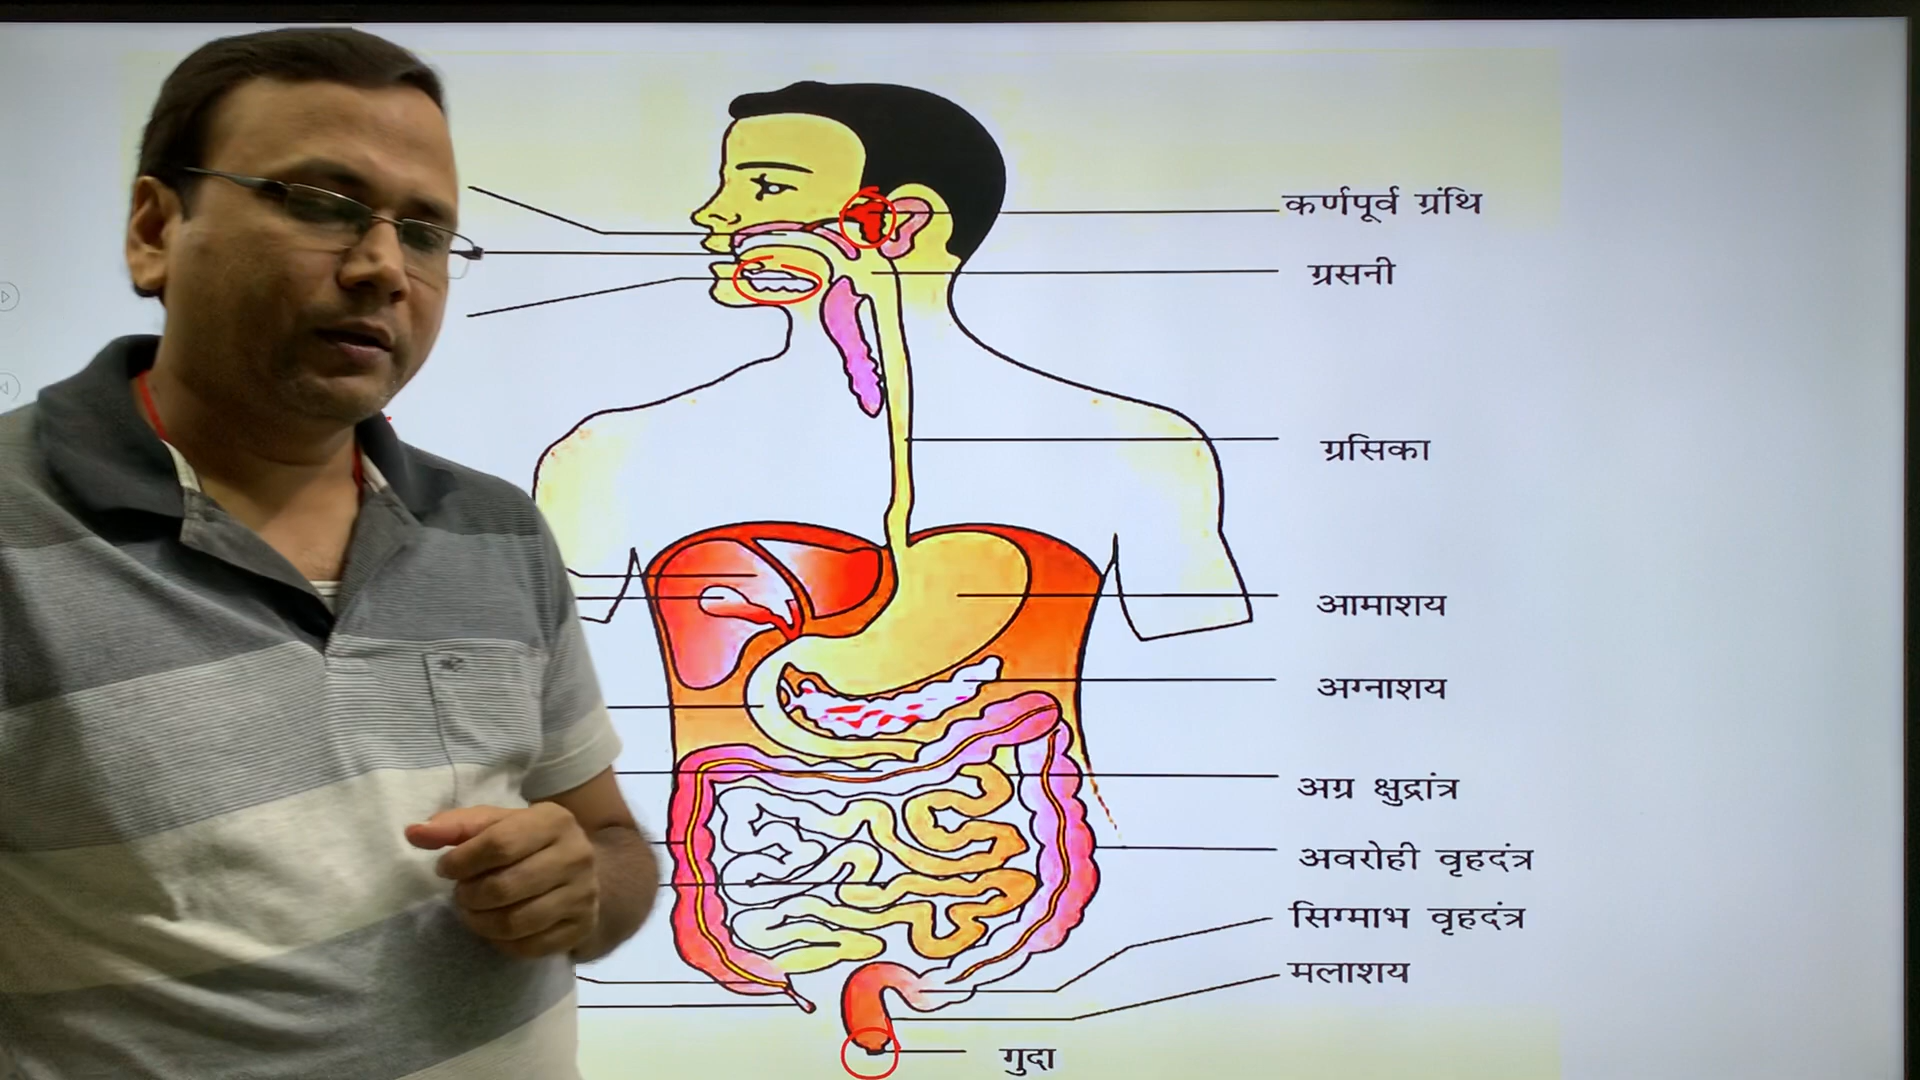 कर्णपूर्व ग्रंथि
ग्रसनी
ग्रसिका
आमाशय
अग्नाशय
अग्र क्षुद्रांत्र
अवरोही वृहदंत्र
सिग्माभ वृहदंत्र
मलाशय
गुदा